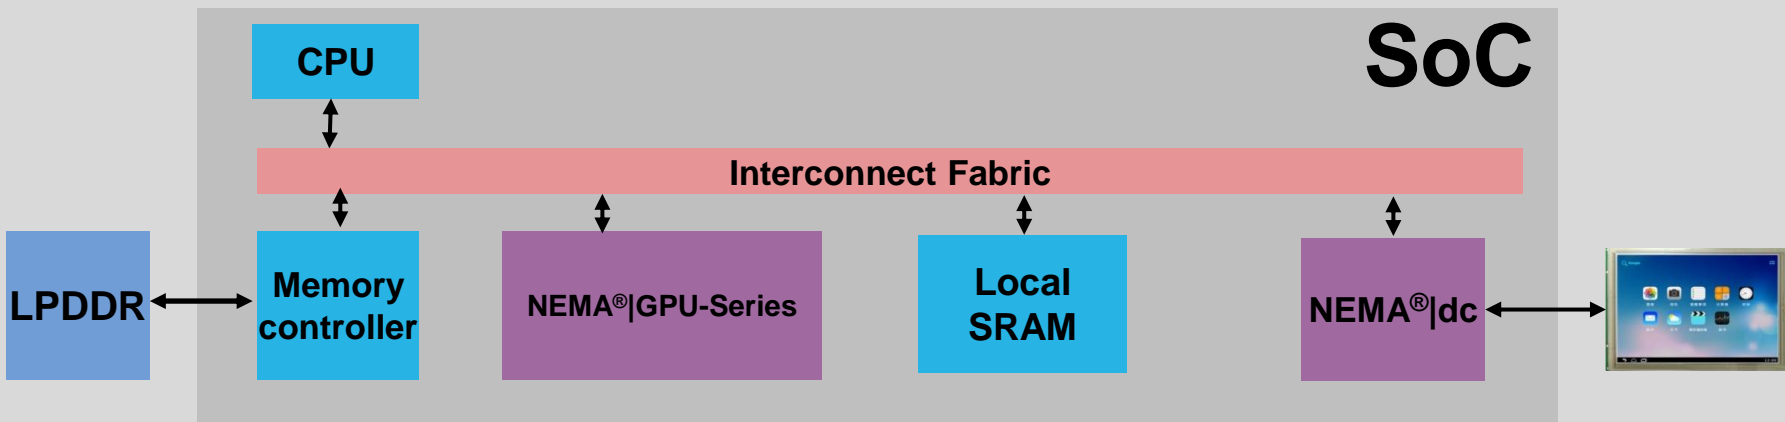 SoC
CPU
Interconnect Fabric
LPDDR
Memory
controller
NEMA®|GPU-Series
Local
SRAM
NEMA®|dc